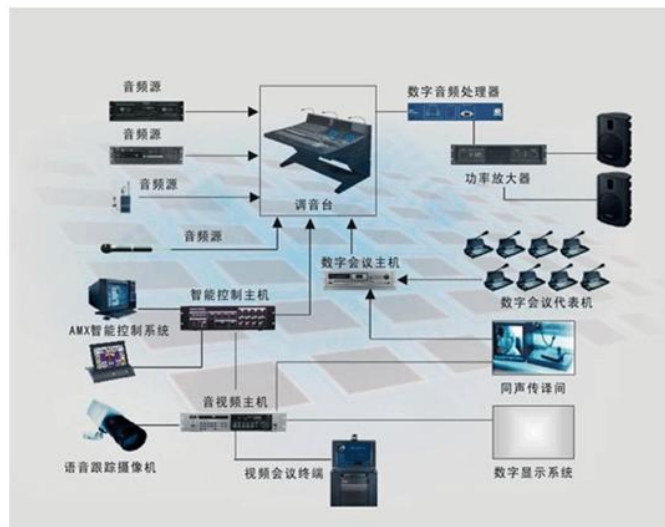 音频源
数字音频处理器
音频源
音频源
功率放大器
调音台
音频源
数字会议主机
智能控制主机
数字会议代表机
AMX智能控制系统
同声传译间
音视频主机
语音跟踪摄像机
视频会议终端
数字显示系统